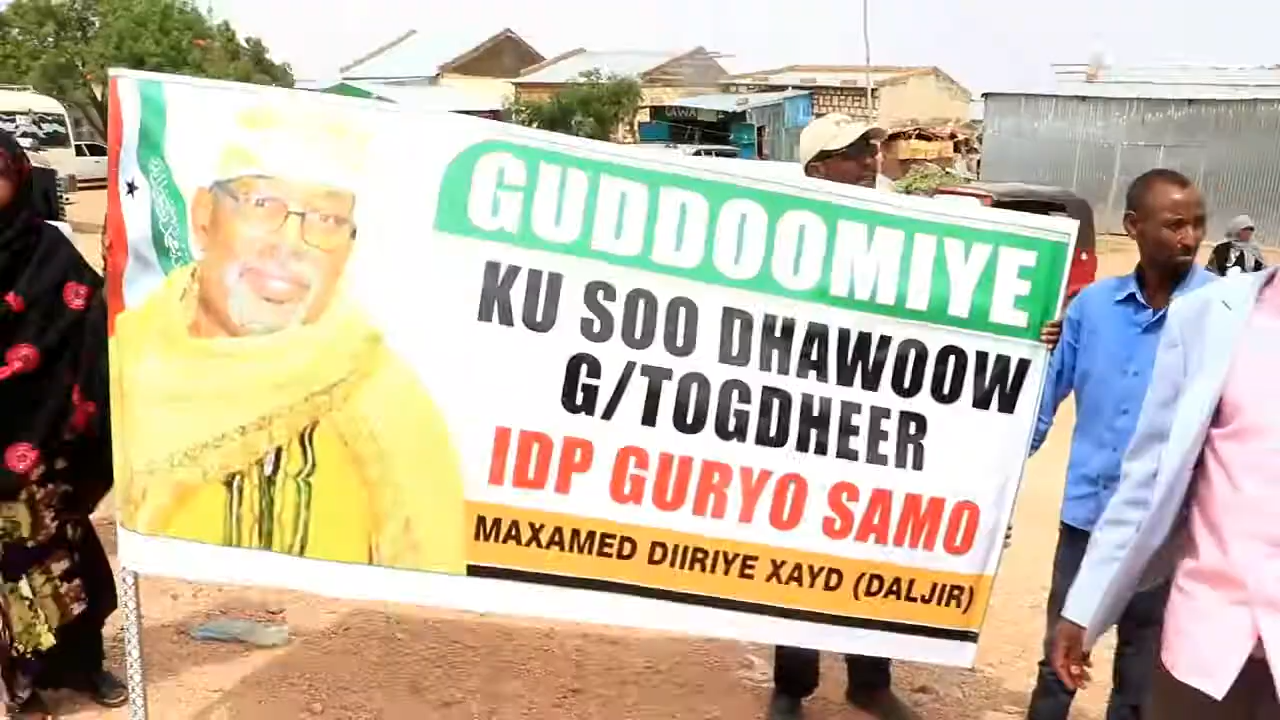 GUDDOOMIYE
KU SOO DHAWOOW
G/TOGDHEER
IDP GURYO SAMO
MAXAMED DIIRIYE XAYD (DALJIR)